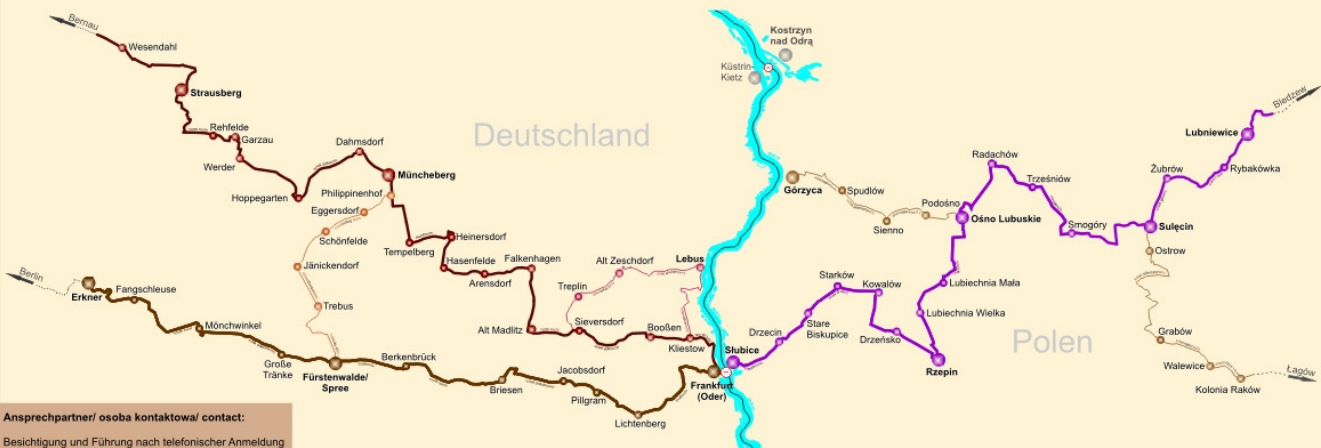 Bernau
Wesendahl
Strausberg
Rehfelde
Garzau
Werder
Hoppegarten
Dahmsdorf
Müncheberg
Philippinenhof
Eggersdorf
Schönfelde
Jänickendorf
Trebus
Tempelberg
Heinersdorf
Hasenfelde
Arensdorf
Falkenhagen
Alt Madlitz
Treplin
Alt Zeschdorf
Lebus
Sieversdorf
Booßen
Kliestow
Deutschland
Küstrin-
Kietz
Kostrzyn
nad Odrą
Berlin
Erkner
Fangschleuse
Mönchwinkel
Große
Tränke
Fürstenwalde/
Spree
Berkenbrück
Briesen
Jacobsdorf
Pillgram
Lichtenberg
Frankfurt
(Oder)
Słubice
Drzecin
Stare
Biskupice
Starków
Kowalów
Drzeńsko
Rzepin
Lubiechnia Wielka
Lubiechnia Mała
Ośno Lubuskie
Podośno
Sienno
Spudłów
Górzyca
Radachów
Trześniów
Smogóry
Sulęcin
Żubrów
Rybakówka
Lubniewice
Bledzew
Ostrow
Grabów
Walewice
Kolonia Raków
Łagów
Polen
Ansprechpartner/ osoba kontaktowa/ contact:
Besichtigung und Führung nach telefonischer Anmeldung